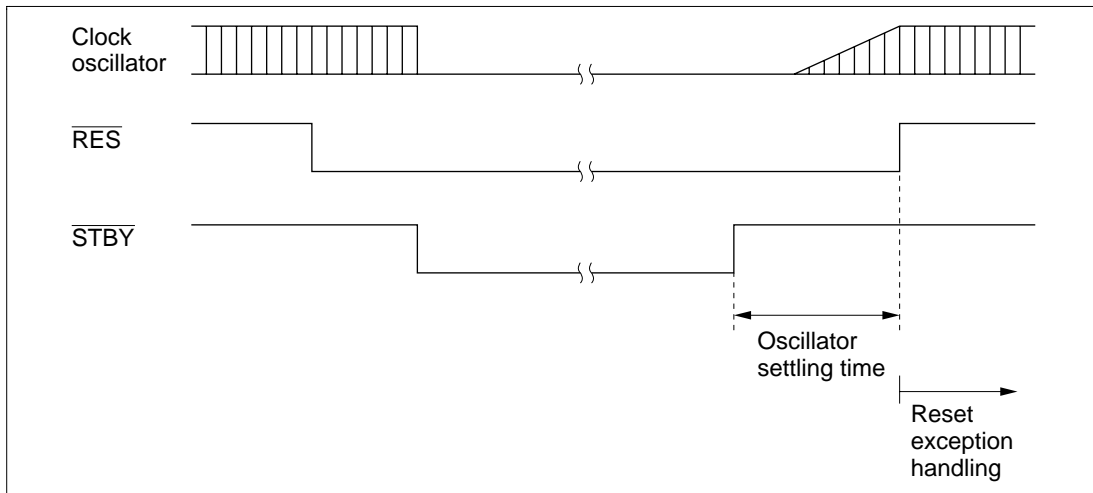 Clock
oscillator
RES
STBY
Oscillator
settling time
Reset
exception
handling